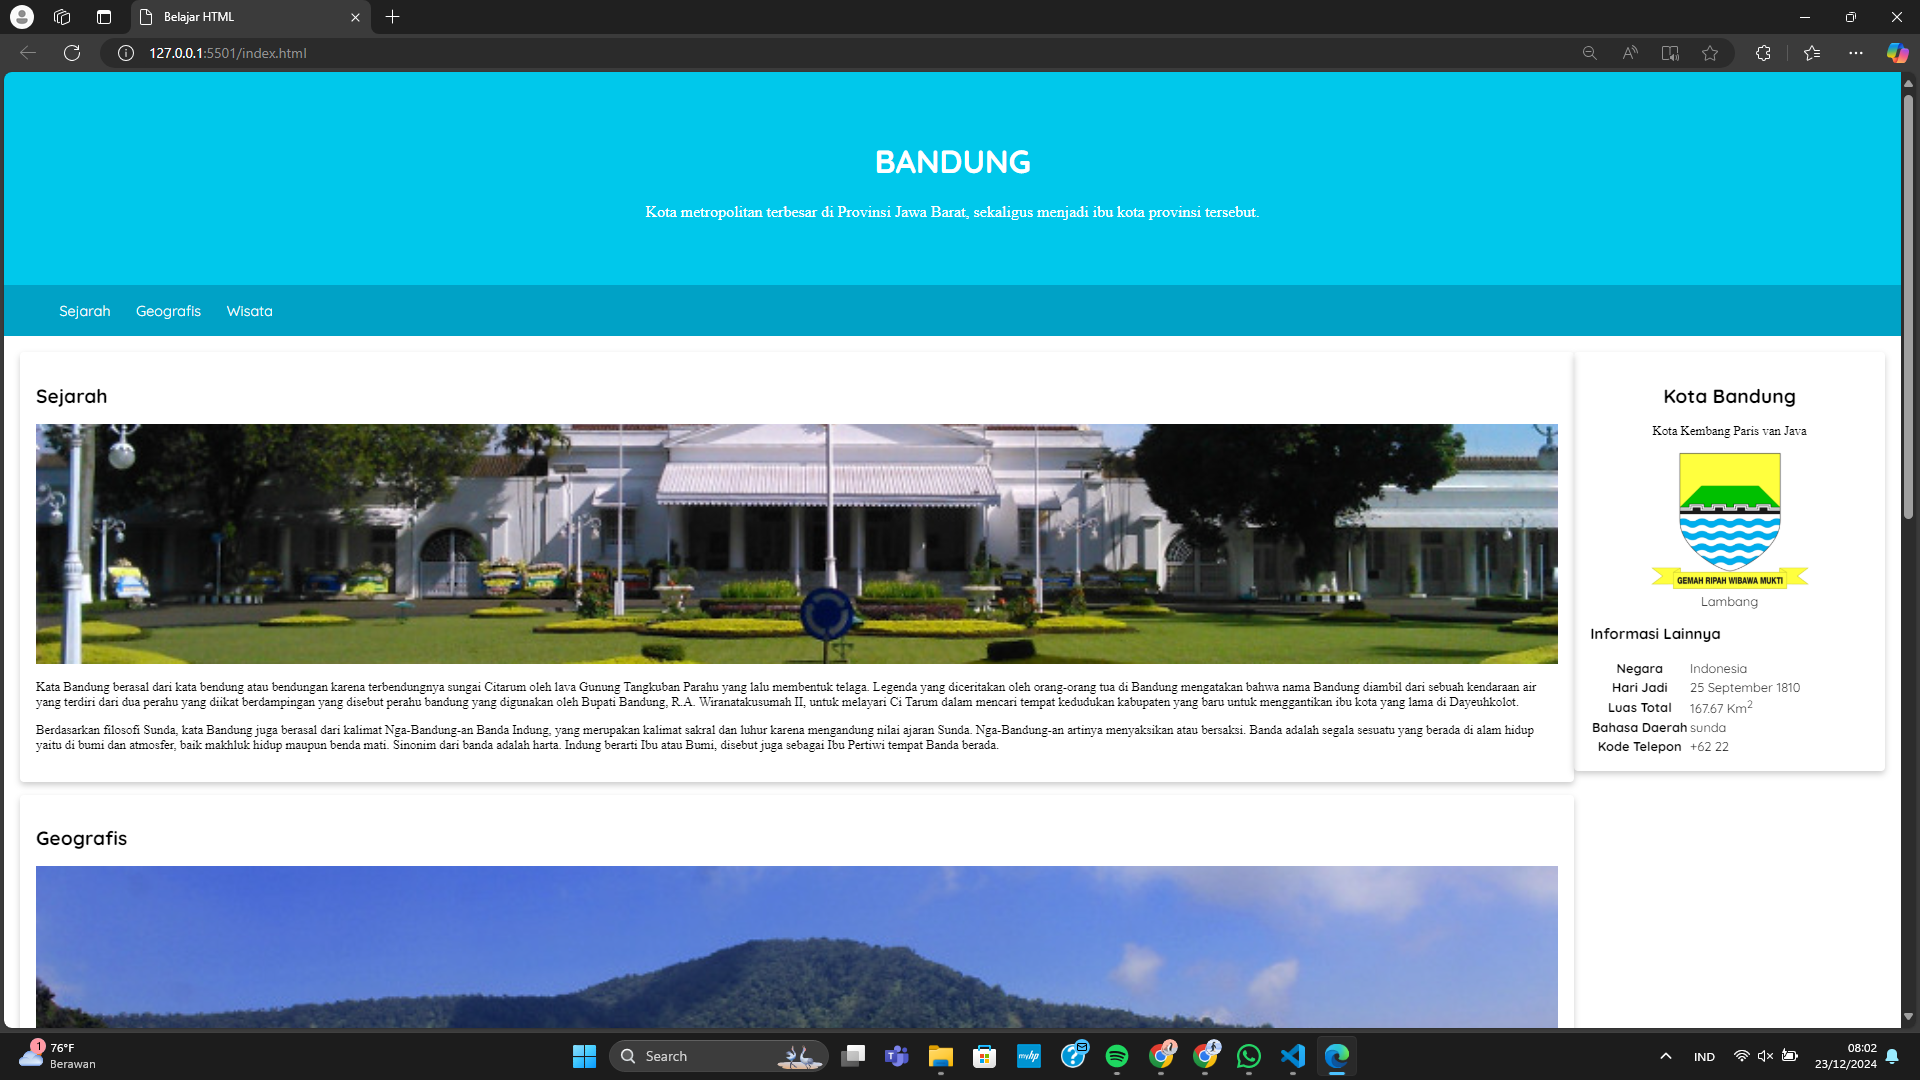 Belajar HTML
127.0.0.1:5501/index.html
BANDUNG
Kota metropolitan terbesar di Provinsi Jawa Barat, sekaligus menjadi ibu kota provinsi tersebut.
Sejarah Geografis Wisata
Sejarah
Kata Bandung berasal dari kata bendung atau bendungan karena terbendungnya sungai Citarum oleh lava Gunung Tangkuban Parahu yang lalu membentuk telaga. Legenda yang diceritakan oleh orang-orang tua di Bandung mengatakan bahwa nama Bandung diambil dari sebuah kendaraan air
yang terdiri dari dua perahu yang diikat berdampingan yang disebut perahu bandung yang digunakan oleh Bupati Bandung, R.A. Wiranatakusumah II, untuk melayari Ci Tarum dalam mencari tempat kedudukan kabupaten yang baru untuk menggantikan ibu kota yang lama di Dayeuhkolot.
Berdasarkan filosofi Sunda, kata Bandung juga berasal dari kalimat Nga-Bandung-an Banda Indung, yang merupakan kalimat sakral dan luhur karena mengandung nilai ajaran Sunda. Nga-Bandung-an artinya menyaksikan atau bersaksi. Banda adalah segala sesuatu yang berada di alam hidup
yaitu di bumi dan atmosfer, baik makhluk hidup maupun benda mati. Sinonim dari banda adalah harta. Indung berarti Ibu atau Bumi, disebut juga sebagai Ibu Pertiwi tempat Banda berada.
Geografis
Kota Bandung
Kota Kembang Paris van Java
GEMAH RIPAH WIBAWA MUKTI
Lambang
Informasi Lainnya
Negara Indonesia
Hari Jadi 25 September 1810
Luas Total 167.67 Km2
Bahasa Daerah sunda
Kode Telepon +62 22
1
76°F
Berawan
Search
myhp
IND
08:02
23/12/2024